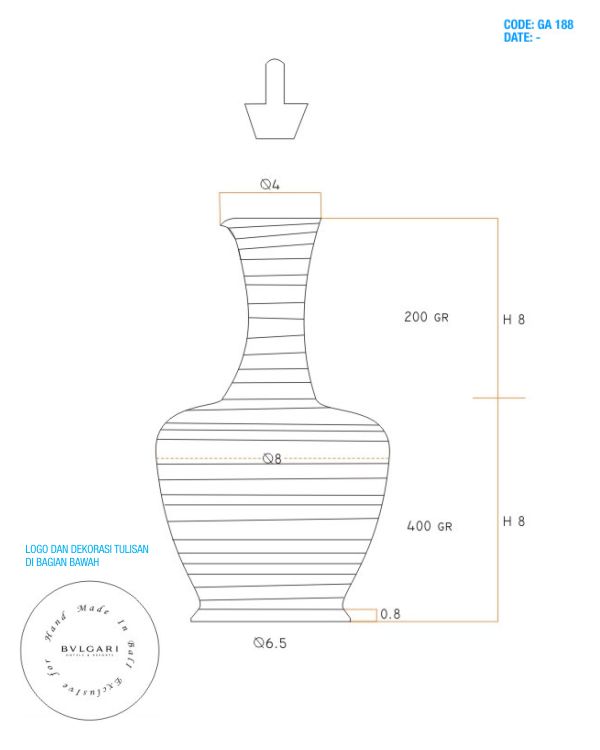 CODE: GA 188
DATE: -
Ø4
200 GR
H 8
Ø8
400 GR
H 8
LOGO DAN DEKORASI TULISAN
DI BAGIAN BAWAH
0.8
Ø6.5
Hand Made In Bali Exclusive for
BVLGARI
HOTELS & RESORTS